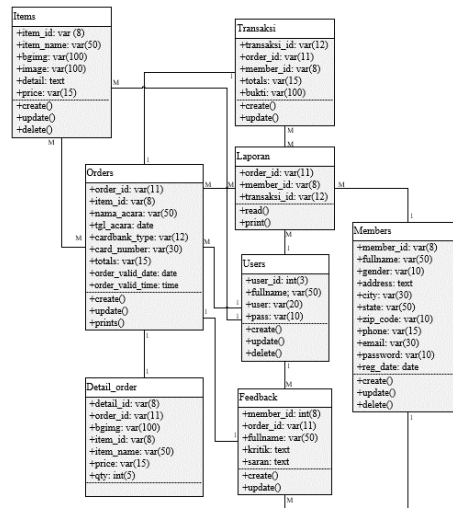 Items
+item_id: var (8)
+item_name: var(50)
+bgimg: var(100)
+image: var(100)
+detail: text
+price: var(15)
+create()
+update()
+delete()
M
M
Transaksi
+transaksi_id: var(12)
+order_id: var(11)
+member_id: var(8)
+totals: var(15)
+bukti: var(100)
+create()
+update()
1
M
M
Laporan
+order_id: var(11)
+member_id: var(8)
+transaksi_id: var(12)
+read()
+print()
M
M
M
1
Orders
+order_id: var(11)
+item_id: var(8)
+nama_acara: var(50)
+tgl_acara: date
+cardbank_type: var(12)
+card_number: var(30)
+totals: var(15)
+order_valid_date: date
+order_valid_time: time
+create()
+update()
+prints()
M
M
M
1
1
Users
+user_id: int(3)
+fullname; var(50)
+user: var(20)
+pass: var(10)
+create()
+update()
+delete()
1
1
1
M
1
Members
+member_id: var(8)
+fullname: var(50)
+gender: var(10)
+address: text
+city: var(30)
+state: var(50)
+zip_code: var(10)
+phone: var(15)
+email: var(30)
+password: var(10)
+reg_date: date
+create()
+update()
+delete()
1
1
Detail_order
+detail_id: var(8)
+order_id: var(11)
+bgimg: var(100)
+item_id: var(8)
+item_name: var(50)
+price: var(15)
+qty: int(5)
M
Feedback
+member_id: int(8)
+order_id: var(11)
+fullname: var(50)
+kritik: text
+saran: text
+create()
+update()
1
M